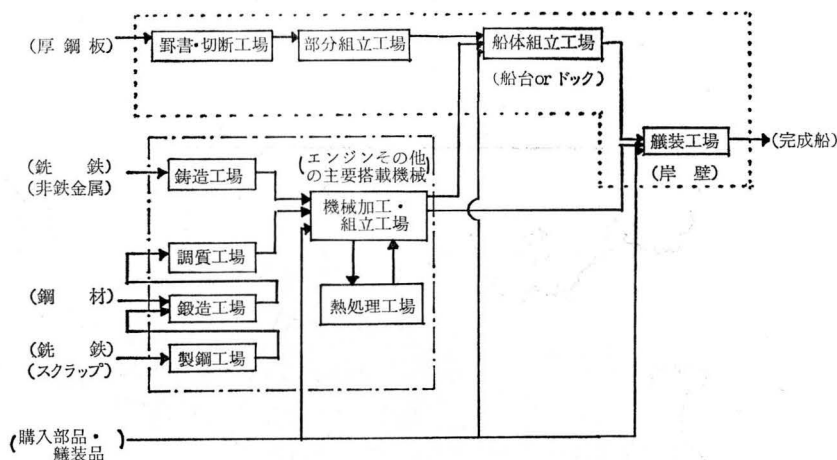 (厚鋼板)
罫書・切断工場
部分組立工場
船体組立工場
(船台orドック)
艤装工場
(岸壁)
(完成船)
(銑鉄)
(非鉄金属)
鋳造工場
(エンジンその他
の主要搭載機械)
機械加工・
組立工場
調質工場
(鋼材)
鍛造工場
熱処理工場
(銑鉄)
(スクラップ)
製鋼工場
(購入部品・
艤装品)